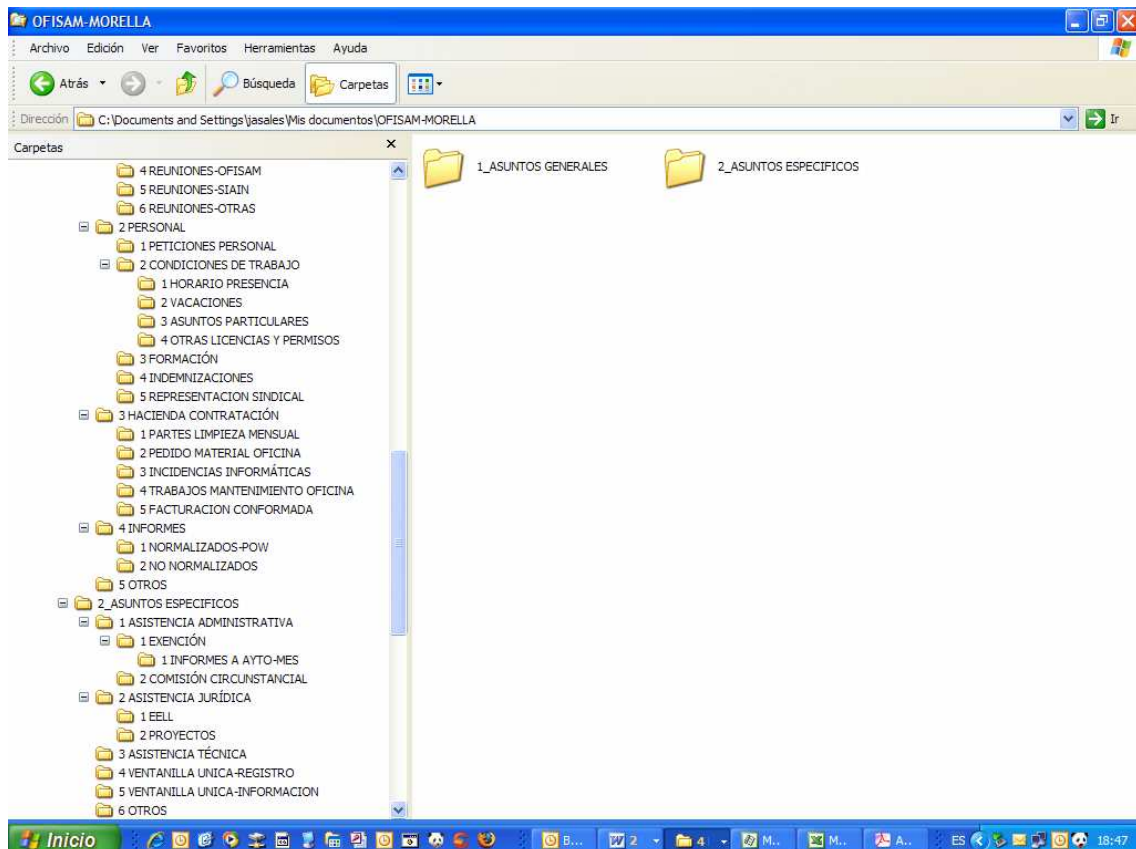 OFISAM-MORELLA
Archivo Edición Ver Favoritos Herramientas Ayuda
Atrás Búsqueda Carpetas
Dirección C:\Documents and Settings\jasales\Mis documentos\OFISAM-MORELLA Ir
Carpetas
4 REUNIONES-OFISAM
5 REUNIONES-SIAIN
6 REUNIONES-OTRAS
2 PERSONAL
1 PETICIONES PERSONAL
2 CONDICIONES DE TRABAJO
1 HORARIO PRESENCIA
2 VACACIONES
3 ASUNTOS PARTICULARES
4 OTRAS LICENCIAS Y PERMISOS
3 FORMACIÓN
4 INDEMNIZACIONES
5 REPRESENTACION SINDICAL
3 HACIENDA CONTRATACIÓN
1 PARTES LIMPIEZA MENSUAL
2 PEDIDO MATERIAL OFICINA
3 INCIDENCIAS INFORMÁTICAS
4 TRABAJOS MANTENIMIENTO OFICINA
5 FACTURACION CONFORMADA
4 INFORMES
1 NORMALIZADOS-POW
2 NO NORMALIZADOS
5 OTROS
2_ASUNTOS ESPECIFICOS
1 ASISTENCIA ADMINISTRATIVA
1 EXENCIÓN
1 INFORMES A AYTO-MES
2 COMISIÓN CIRCUNSTANCIAL
2 ASISTENCIA JURÍDICA
1 EELL
2 PROYECTOS
3 ASISTENCIA TÉCNICA
4 VENTANILLA UNICA-REGISTRO
5 VENTANILLA UNICA-INFORMACION
6 OTROS
1_ASUNTOS GENERALES 2_ASUNTOS ESPECIFICOS
Inicio B... 2 4 M... M... A... ES 18:47